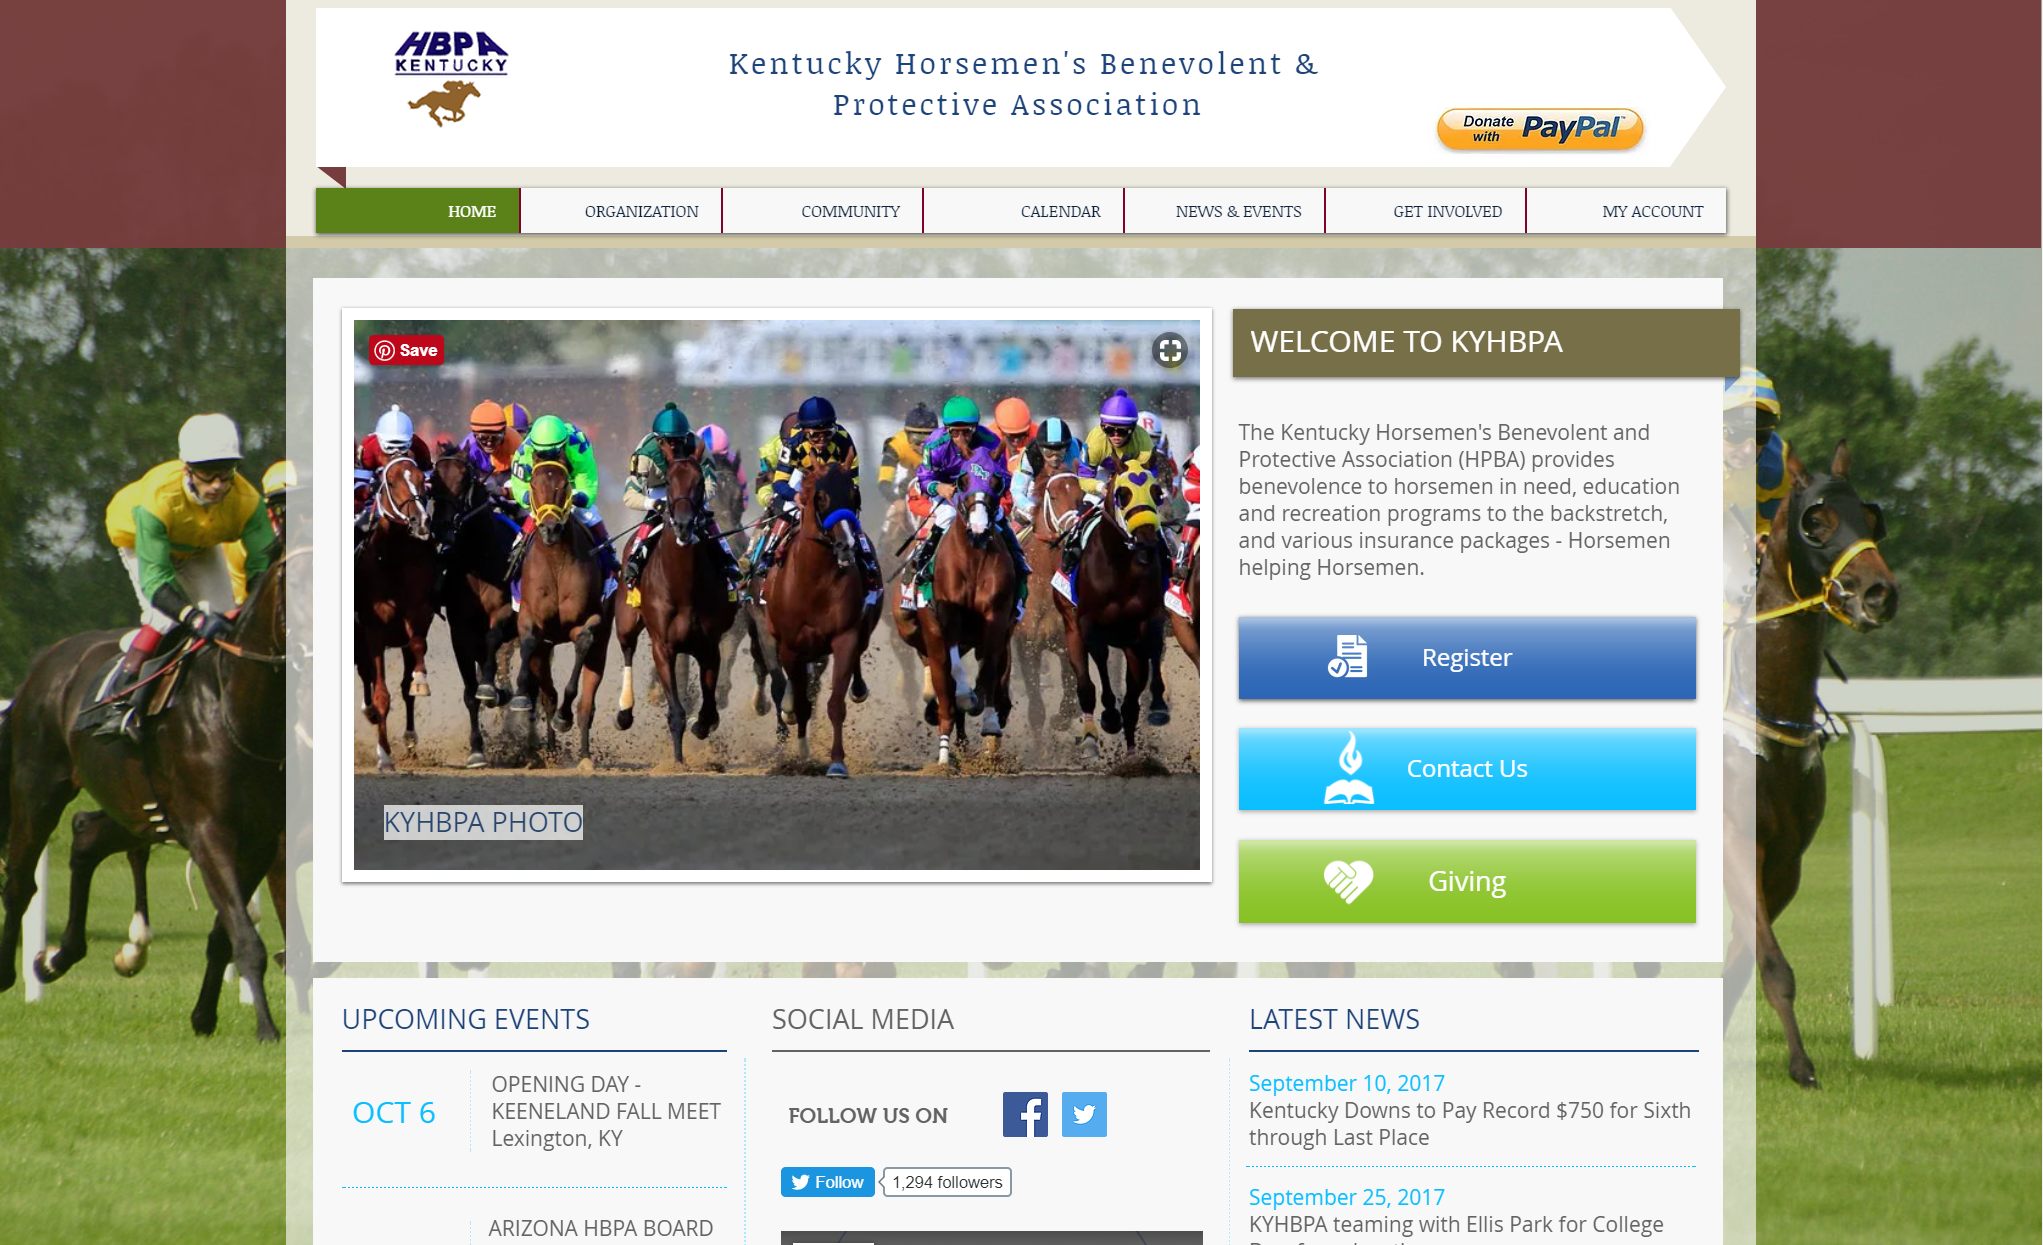 HBPA
KENTUCKY
Kentucky Horsemen's Benevolent &
Protective Association
Donate
with
PayPal
HOME
ORGANIZATION
COMMUNITY
CALENDAR
NEWS & EVENTS
GET INVOLVED
MY ACCOUNT
Save
KYHBPA PHOTO
WELCOME TO KYHBPA
The Kentucky Horsemen's Benevolent and
Protective Association (HPBA) provides
benevolence to horsemen in need, education
and recreation programs to the backstretch,
and various insurance packages - Horsemen
helping Horsemen.
Register
Contact Us
Giving
UPCOMING EVENTS
OCT 6
OPENING DAY -
KEENELAND FALL MEET
Lexington, KY
ARIZONA HBPA BOARD
SOCIAL MEDIA
FOLLOW US ON
Follow
1,294 followers
LATEST NEWS
September 10, 2017
Kentucky Downs to Pay Record $750 for Sixth
through Last Place
September 25, 2017
KYHBPA teaming with Ellis Park for College